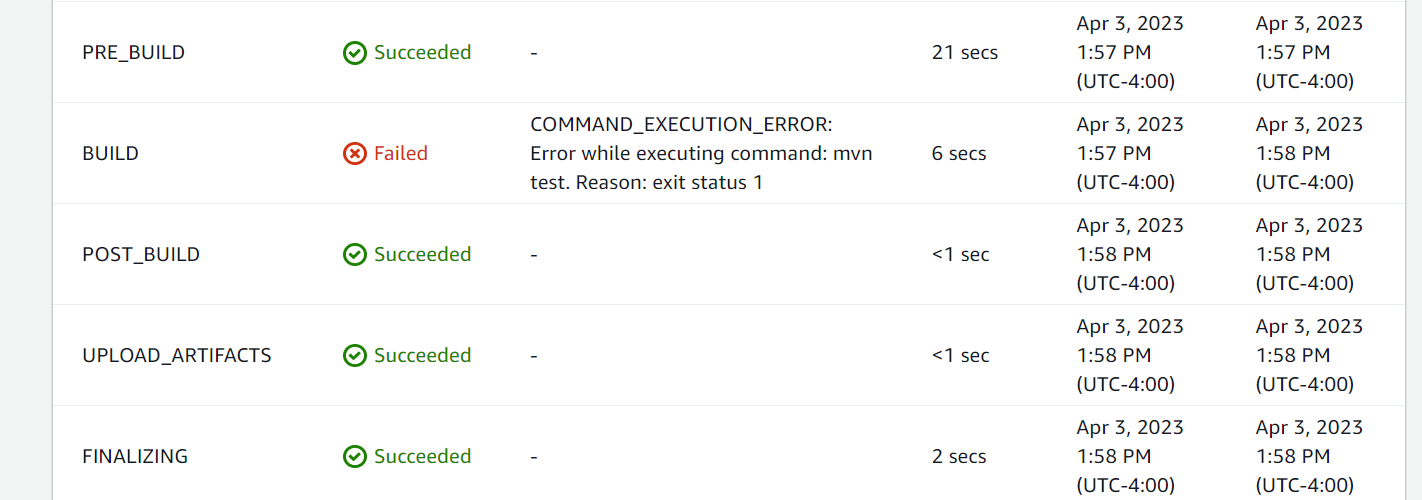 Apr 3, 2023 Apr 3, 2023
PRE_BUILD Succeeded - 21 secs 1:57 PM 1:57 PM
(UTC-4:00) (UTC-4:00)
COMMAND_EXECUTION_ERROR: Apr 3, 2023 Apr 3, 2023
BUILD Failed Error while executing command: mvn 6 secs 1:57 PM 1:58 PM
test. Reason: exit status 1 (UTC-4:00) (UTC-4:00)
Apr 3, 2023 Apr 3, 2023
POST_BUILD Succeeded - <1 sec 1:58 PM 1:58 PM
(UTC-4:00) (UTC-4:00)
Apr 3, 2023 Apr 3, 2023
UPLOAD_ARTIFACTS Succeeded - <1 sec 1:58 PM 1:58 PM
(UTC-4:00) (UTC-4:00)
Apr 3, 2023 Apr 3, 2023
FINALIZING Succeeded - 2 secs 1:58 PM 1:58 PM
(UTC-4:00) (UTC-4:00)